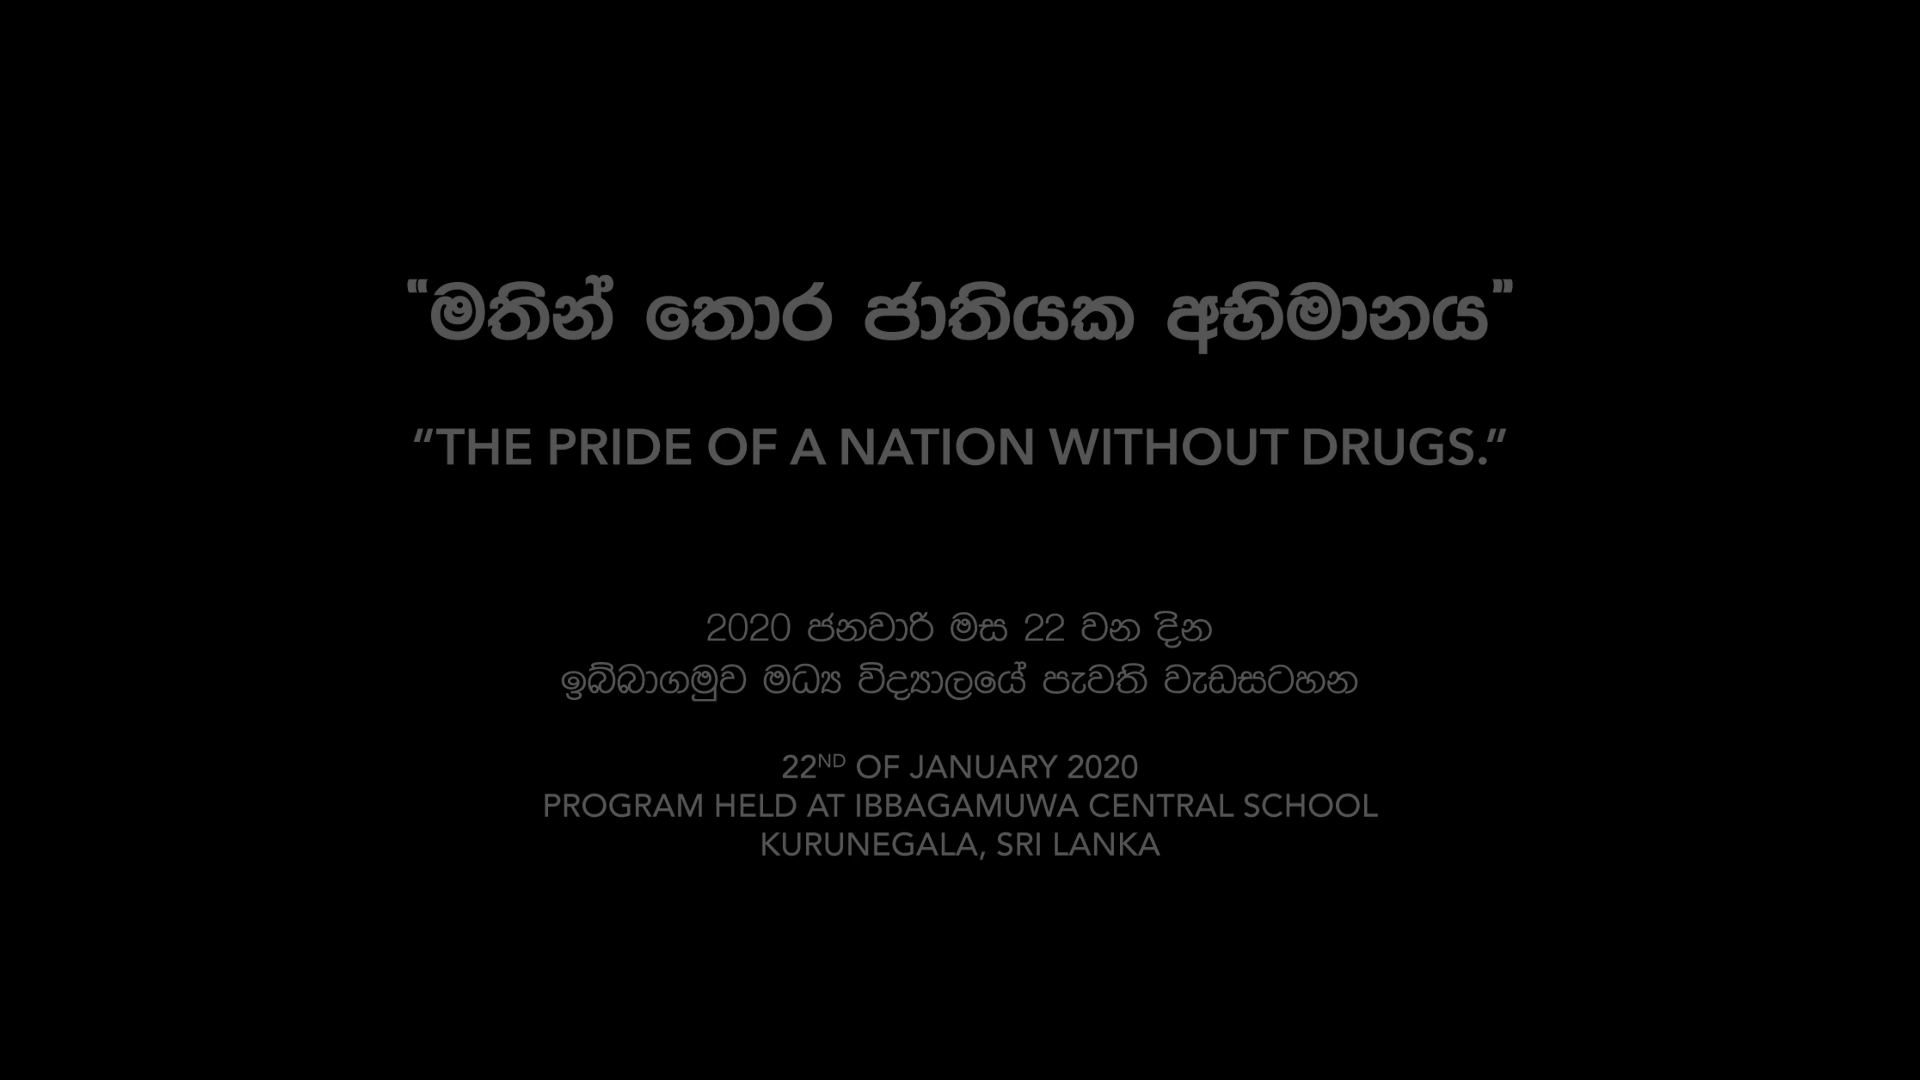 “මතින් තොර ජාතියක අභිමානය”
“THE PRIDE OF A NATION WITHOUT DRUGS.”
2020 ජනවාරි මස 22 වන දින
ඉබ්බාගමුව මධ්‍ය විද්‍යාලයේ පැවති වැඩසටහන
22ND OF JANUARY 2020
PROGRAM HELD AT IBBAGAMUWA CENTRAL SCHOOL
KURUNEGALA, SRI LANKA